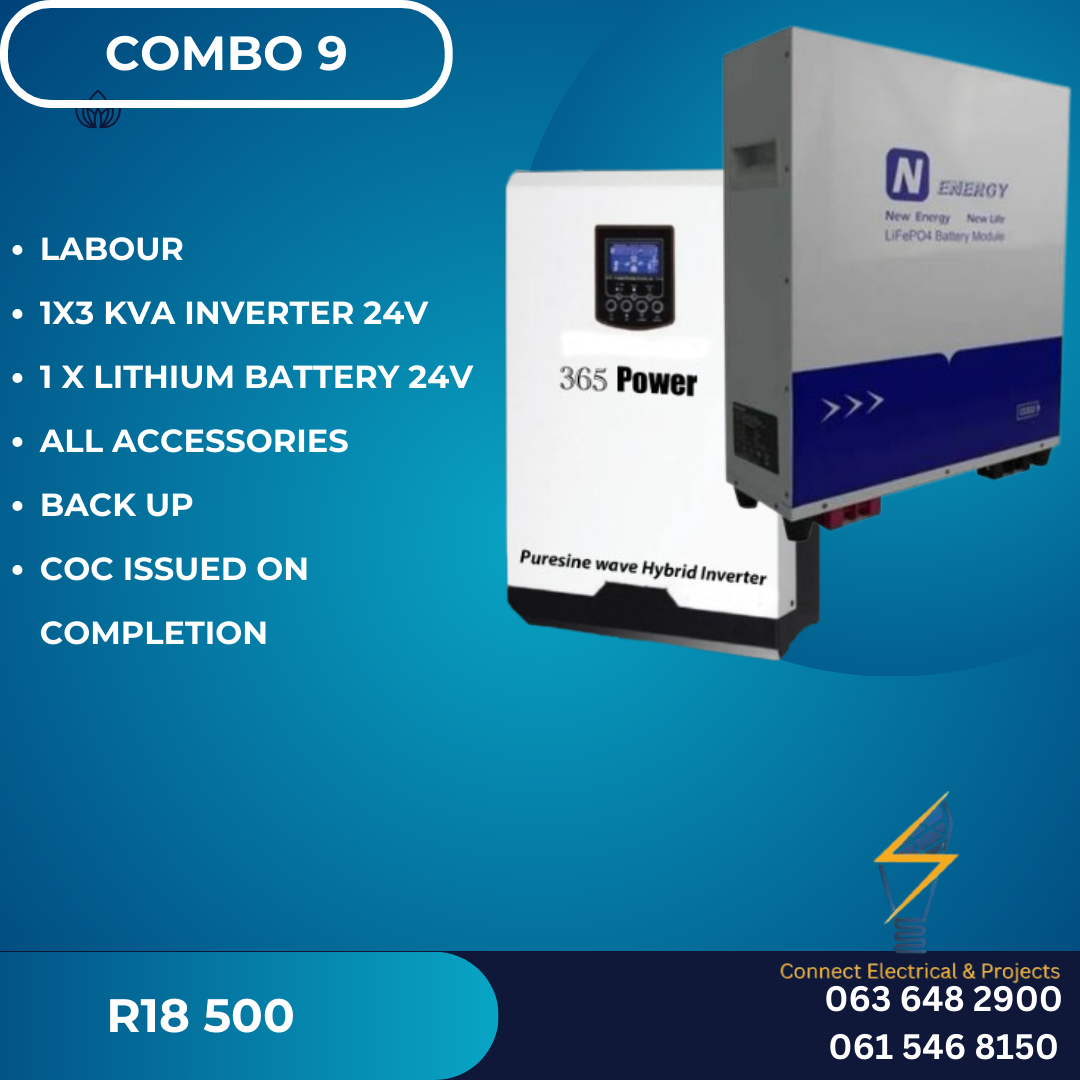 COMBO 9
• LABOUR
• 1X3 KVA INVERTER 24V
• 1 X LITHIUM BATTERY 24V
• ALL ACCESSORIES
• BACK UP
• COC ISSUED ON
COMPLETION
N ENERGY
New Energy New Life
LiFePO4 Battery Module
365 Power
Puresine wave Hybrid Inverter
R18 500
Connect Electrical & Projects
063 648 2900
061 546 8150